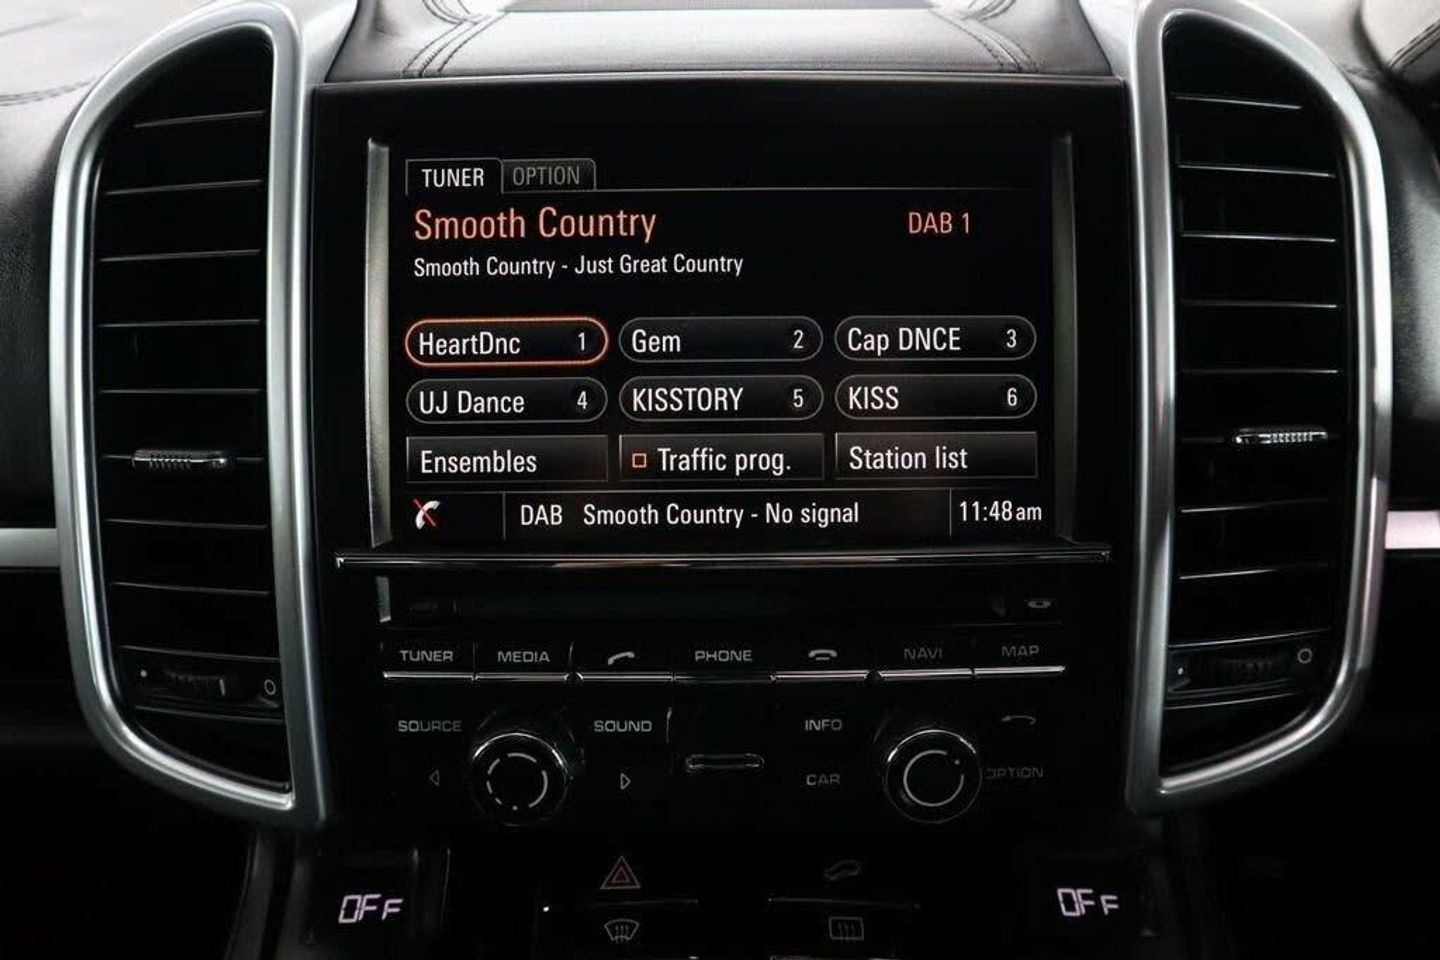 TUNER OPTION
Smooth Country DAB 1
Smooth Country - Just Great Country
HeartDnc 1 Gem 2 Cap DNCE 3
UJ Dance 4 KISSTORY 5 KISS 6
Ensembles Traffic prog. Station list
DAB Smooth Country - No signal 11:48am
TUNER MEDIA PHONE NAVI MAP
SOURCE SOUND INFO
CAR OPTION
OFF OFF